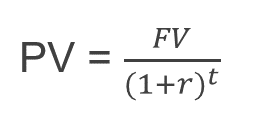 PV = FV / (1+r)^t